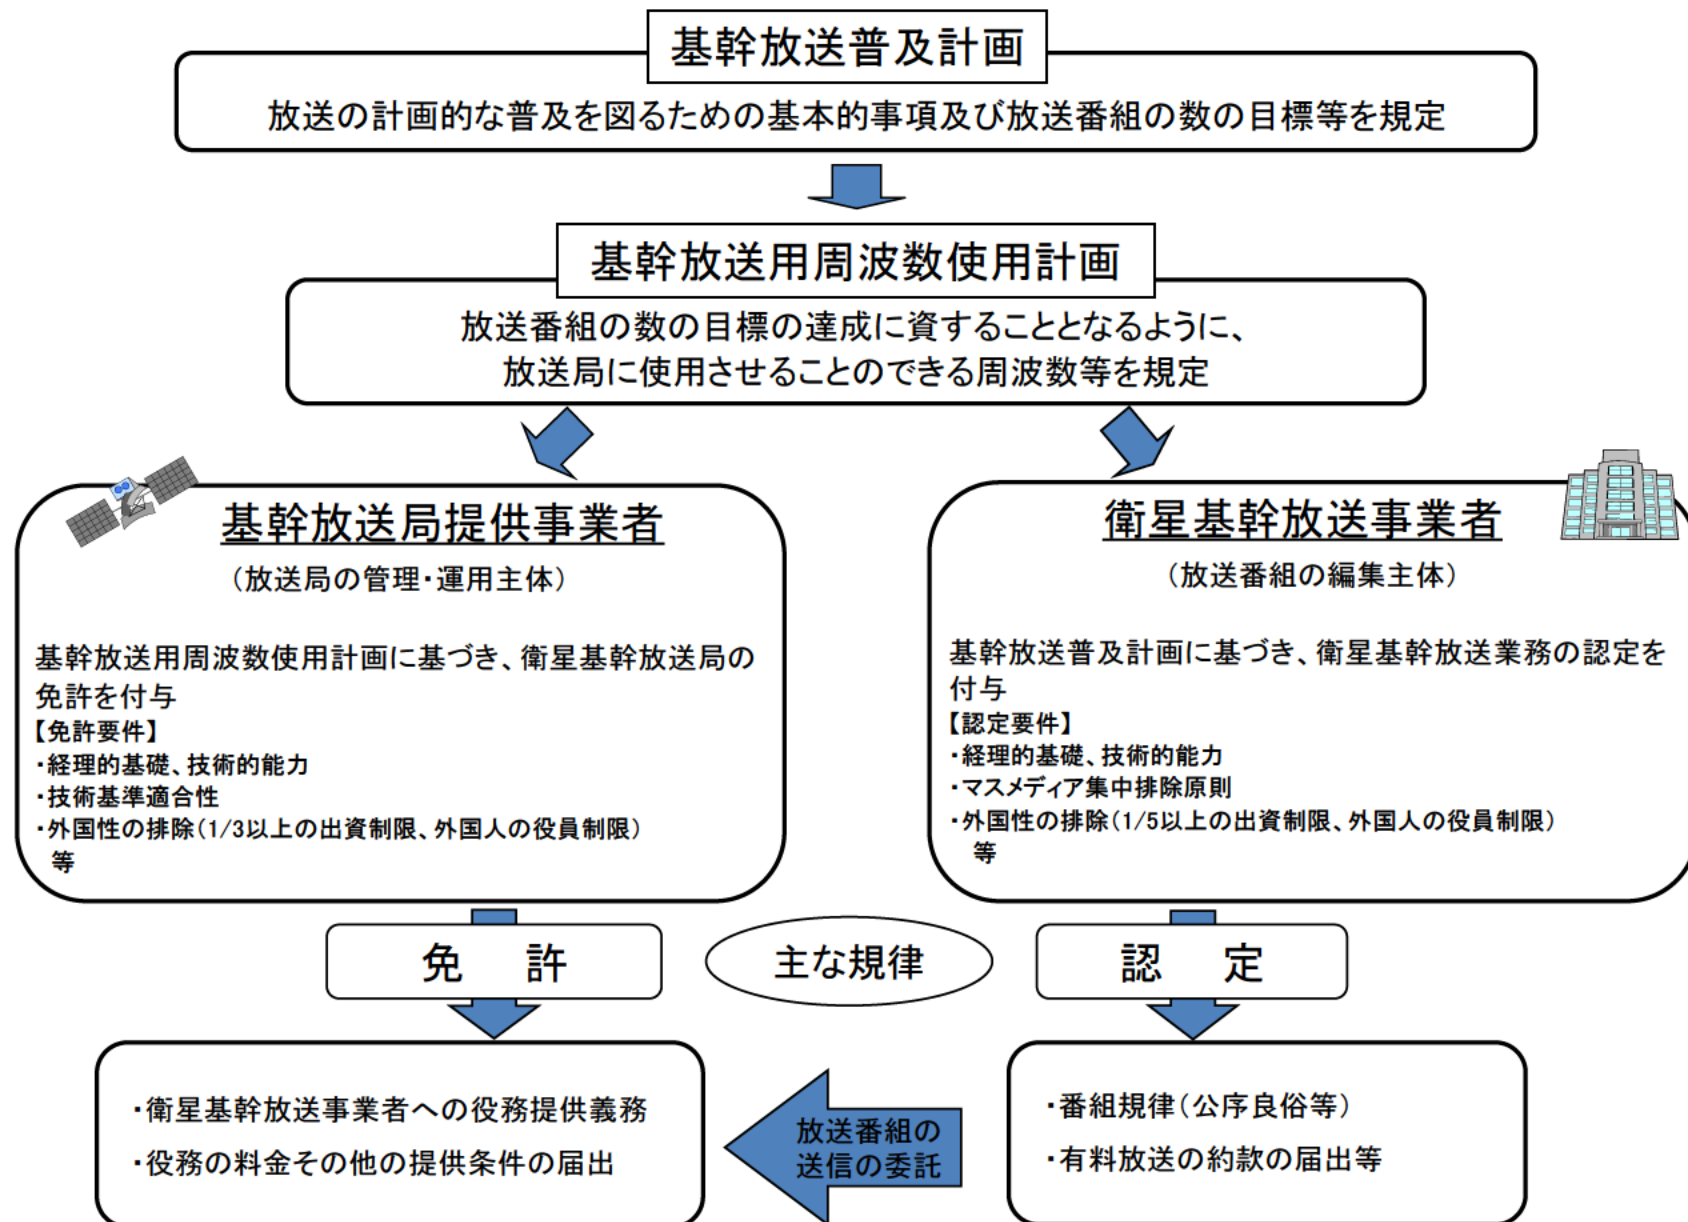 基幹放送普及計画
放送の計画的な普及を図るための基本的事項及び放送番組の数の目標等を規定
基幹放送用周波数使用計画
放送番組の数の目標の達成に資することとなるように、
放送局に使用させることのできる周波数等を規定
基幹放送局提供事業者
（放送局の管理・運用主体）
基幹放送用周波数使用計画に基づき、衛星基幹放送局の
免許を付与
【免許要件】
・経理的基礎、技術的能力
・技術基準適合性
・外国性の排除（1/3以上の出資制限、外国人の役員制限）
等
衛星基幹放送事業者
（放送番組の編集主体）
基幹放送普及計画に基づき、衛星基幹放送業務の認定を
付与
【認定要件】
・経理的基礎、技術的能力
・マスメディア集中排除原則
・外国性の排除（1/5以上の出資制限、外国人の役員制限）
等
免　許
主な規律
認　定
・衛星基幹放送事業者への役務提供義務
・役務の料金その他の提供条件の届出
放送番組の
送信の委託
・番組規律（公序良俗等）
・有料放送の約款の届出等